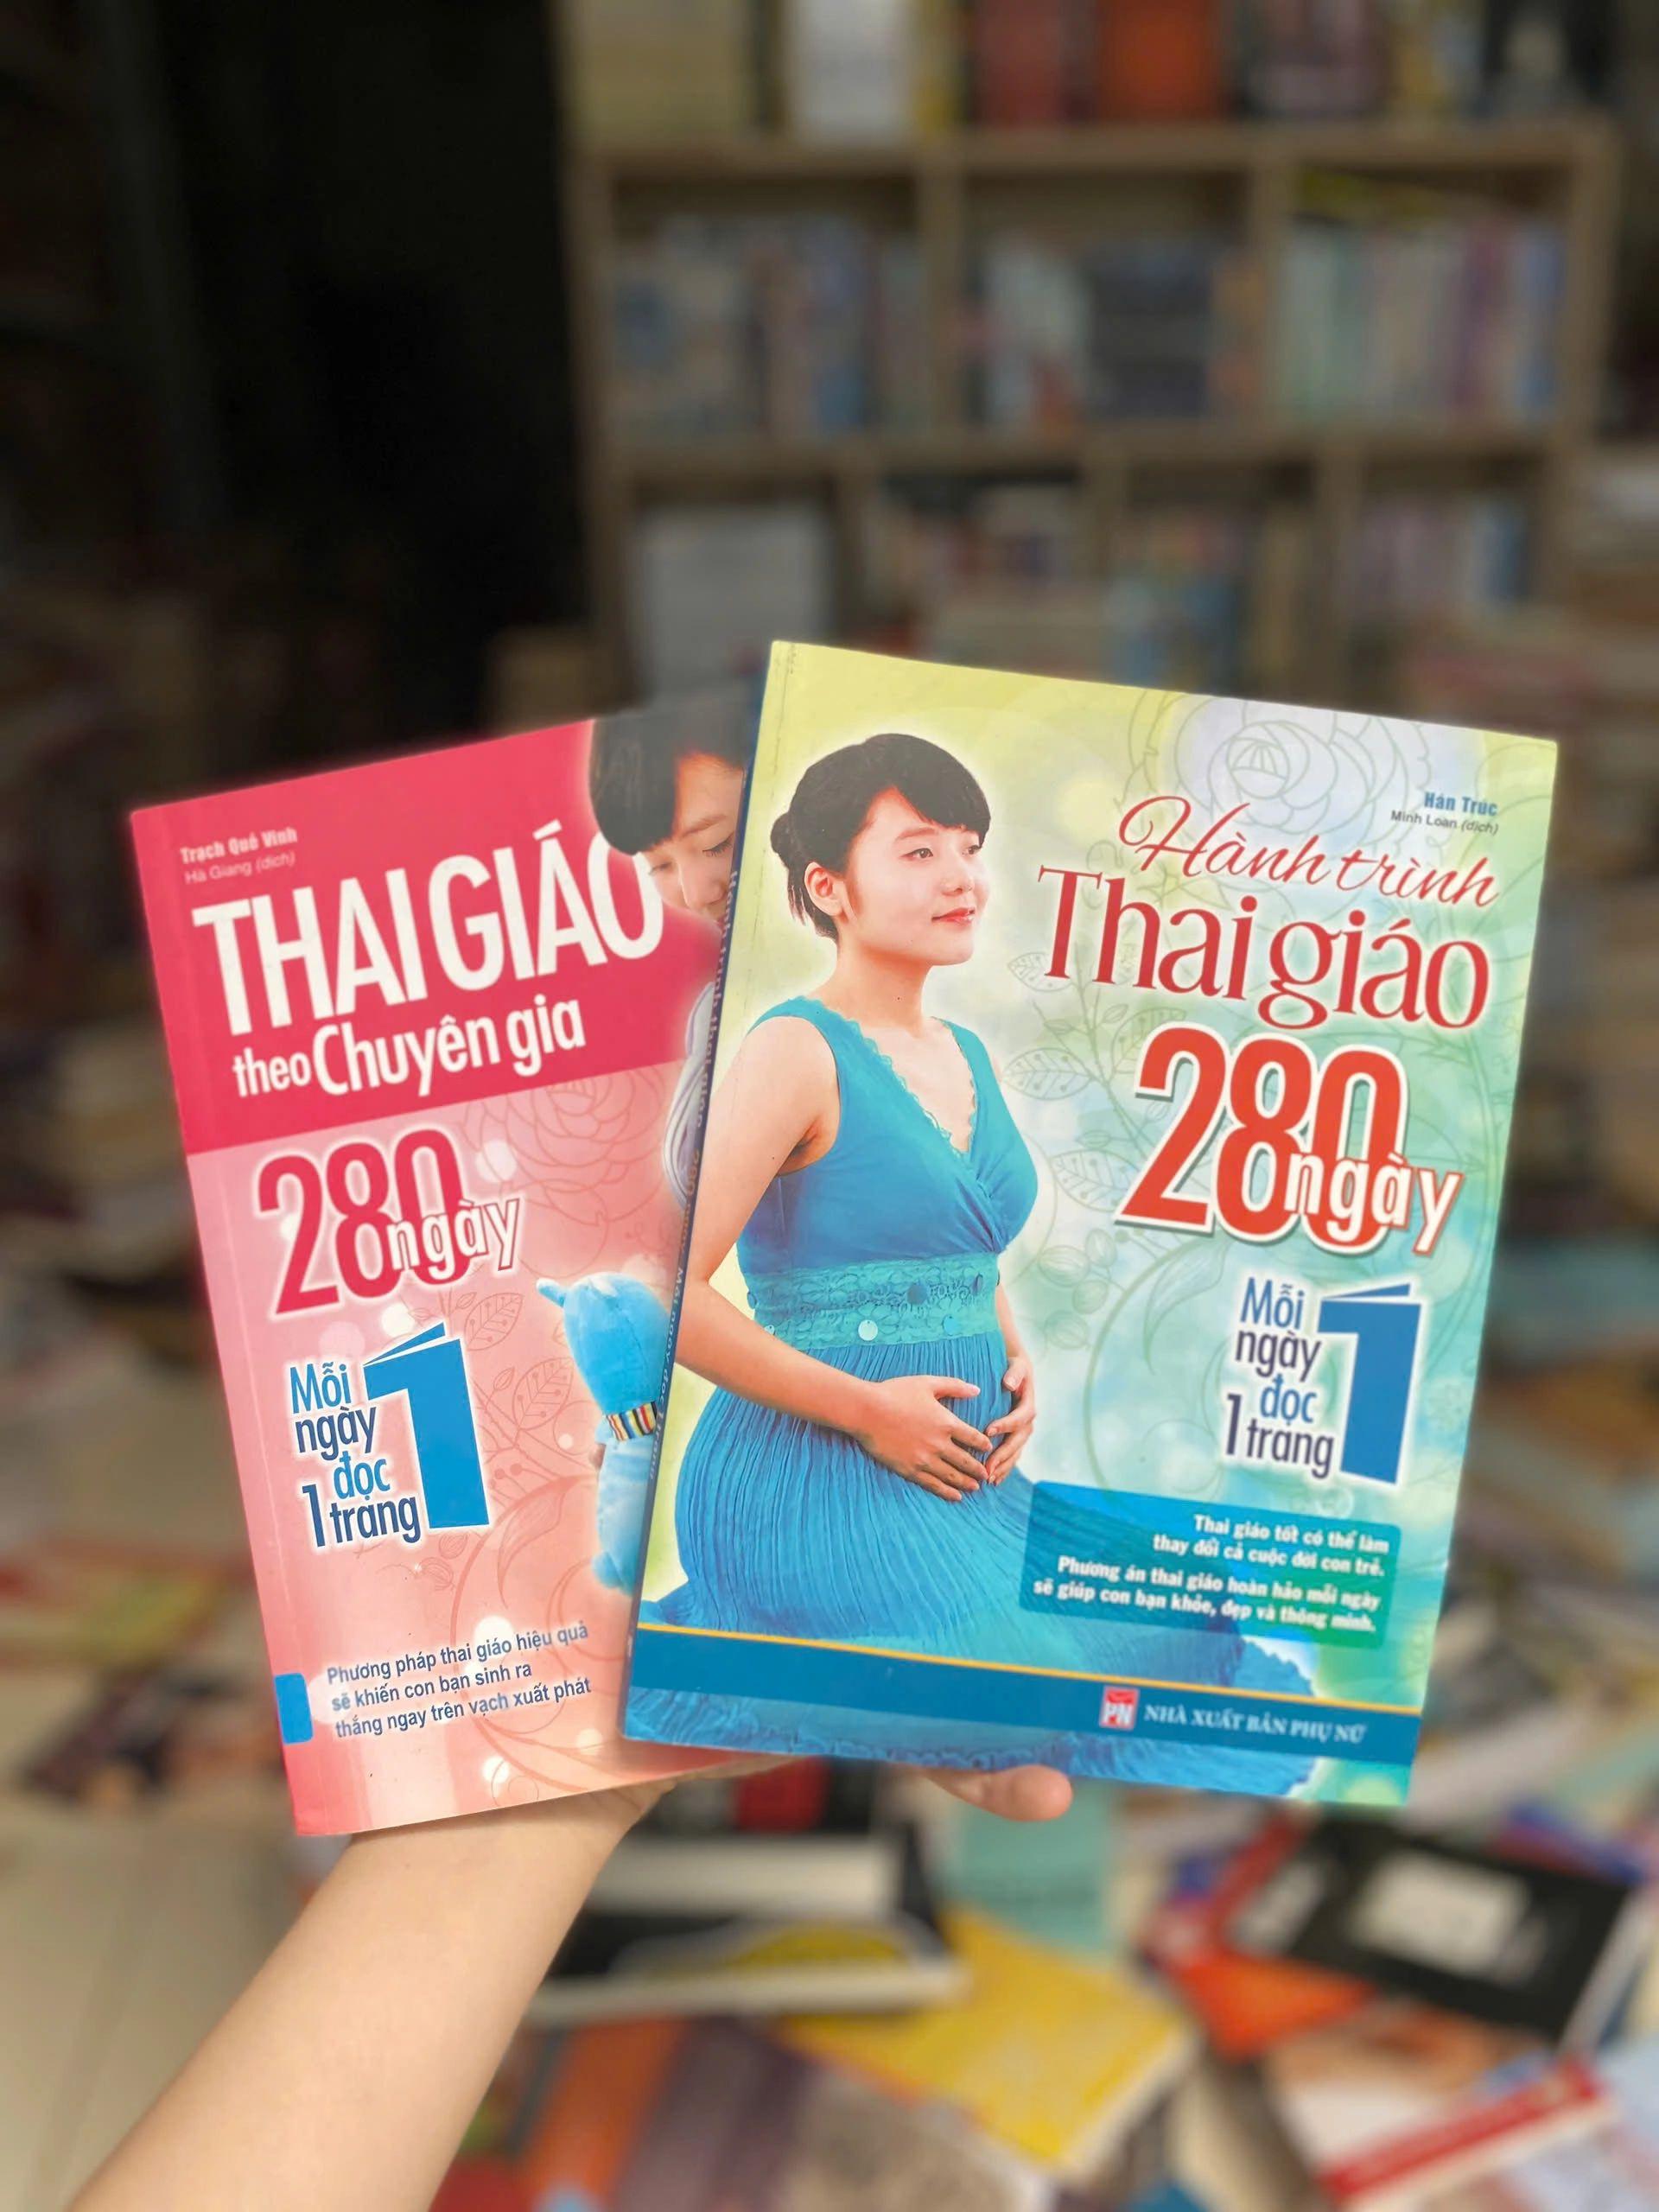 Trạch Quế Vinh
Hà Giang (dịch)
THAI GIÁO
theo Chuyên gia
280
ngày
Mỗi
ngày
đọc
1 trang
1
Phương pháp thai giáo hiệu quả
sẽ khiến con bạn sinh ra
thắng ngay trên vạch xuất phát
Hán Trúc
Minh Loan (dịch)
Hành trình
Thai giáo
280
ngày
Mỗi
ngày
đọc
1 trang
1
Thai giáo tốt có thể làm
thay đổi cả cuộc đời con trẻ.
Phương án thai giáo hoàn hảo mỗi ngày
sẽ giúp con bạn khỏe, đẹp và thông minh.
PN
NHÀ XUẤT BẢN PHỤ NỮ